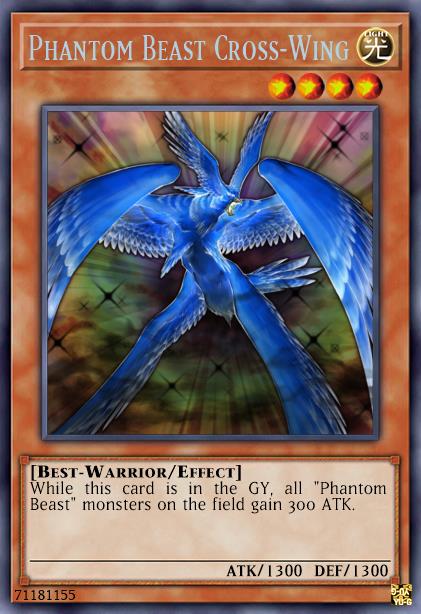 PHANTOM BEAST CROSS-WING
LIGHT
光
[BEST-WARRIOR/EFFECT]
While this card is in the GY, all "Phantom
Beast" monsters on the field gain 300 ATK.
ATK/1300 DEF/1300
71181155